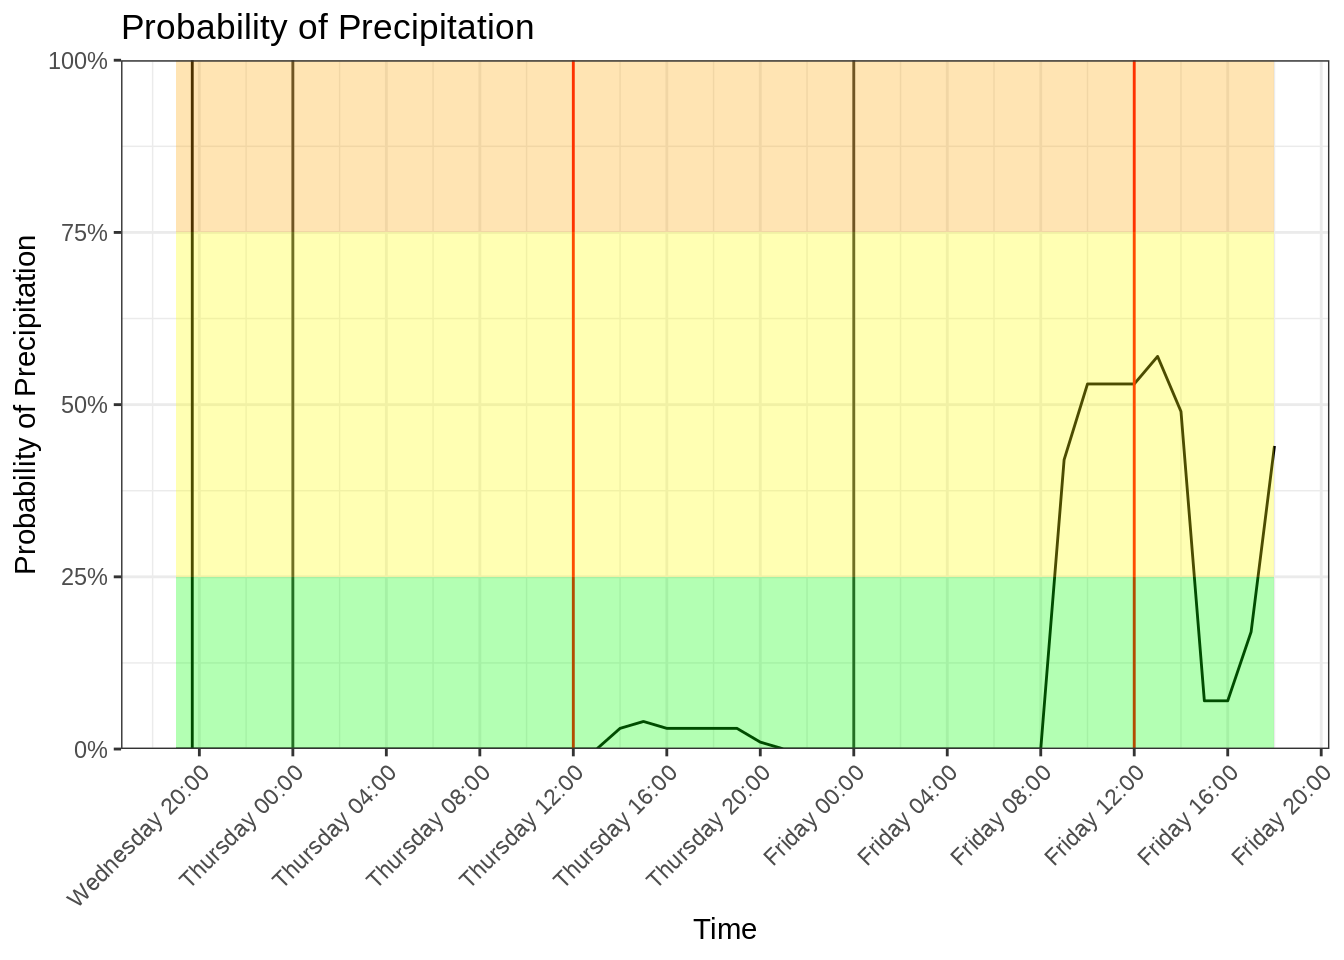 Probability of Precipitation
Probability of Precipitation
100%
75%
50%
25%
0%
Wednesday 20:00
Thursday 00:00
Thursday 04:00
Thursday 08:00
Thursday 12:00
Thursday 16:00
Thursday 20:00
Friday 00:00
Friday 04:00
Friday 08:00
Friday 12:00
Friday 16:00
Friday 20:00
Time